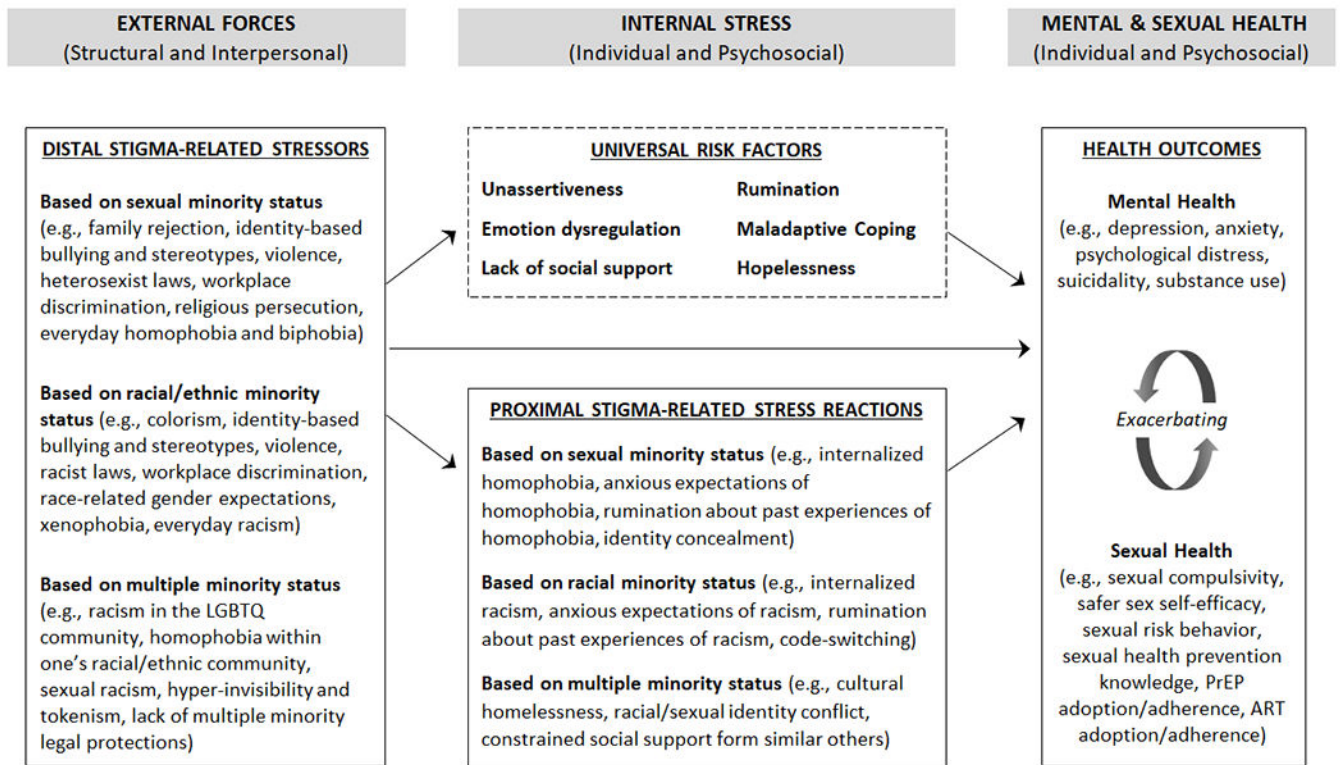 EXTERNAL FORCES
(Structural and Interpersonal)
INTERNAL STRESS
(Individual and Psychosocial)
MENTAL & SEXUAL HEALTH
(Individual and Psychosocial)
DISTAL STIGMA-RELATED STRESSORS
Based on sexual minority status
(e.g., family rejection, identity-based
bullying and stereotypes, violence,
heterosexist laws, workplace
discrimination, religious persecution,
everyday homophobia and biphobia)
Based on racial/ethnic minority
status (e.g., colorism, identity-based
bullying and stereotypes, violence,
racist laws, workplace discrimination,
race-related gender expectations,
xenophobia, everyday racism)
Based on multiple minority status
(e.g., racism in the LGBTQ
community, homophobia within
one's racial/ethnic community,
sexual racism, hyper-invisibility and
tokenism, lack of multiple minority
legal protections)
UNIVERSAL RISK FACTORS
Unassertiveness
Rumination
Emotion dysregulation
Maladaptive Coping
Lack of social support
Hopelessness
PROXIMAL STIGMA-RELATED STRESS REACTIONS
Based on sexual minority status (e.g., internalized
homophobia, anxious expectations of
homophobia, rumination about past experiences of
homophobia, identity concealment)
Based on racial minority status (e.g., internalized
racism, anxious expectations of racism, rumination
about past experiences of racism, code-switching)
Based on multiple minority status (e.g., cultural
homelessness, racial/sexual identity conflict,
constrained social support form similar others)
HEALTH OUTCOMES
Mental Health
(e.g., depression, anxiety,
psychological distress,
suicidality, substance use)
Exacerbating
Sexual Health
(e.g., sexual compulsivity,
safer sex self-efficacy,
sexual risk behavior,
sexual health prevention
knowledge, PrEP
adoption/adherence, ART
adoption/adherence)